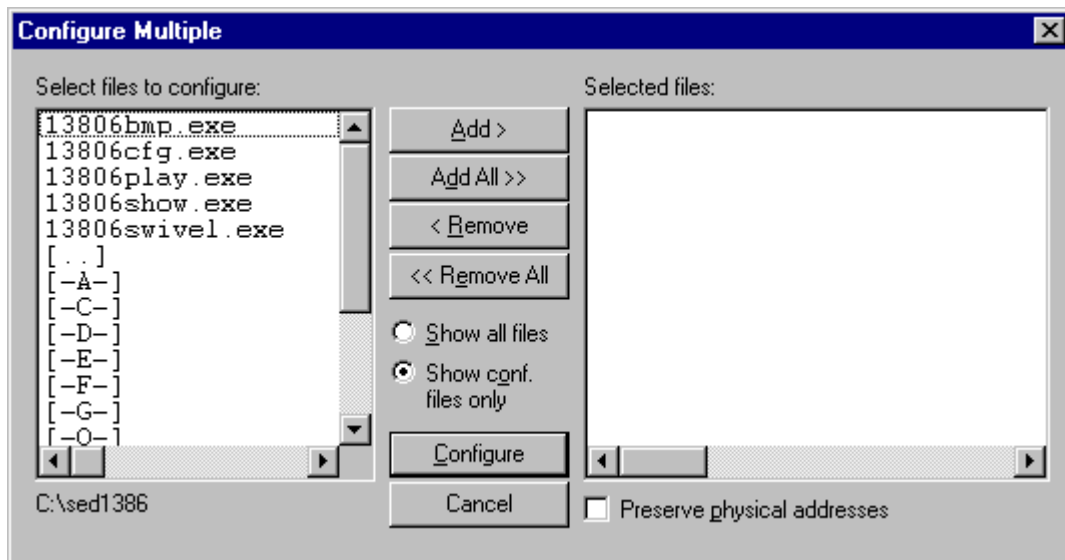 Configure Multiple
Select files to configure:
13806bmp.exe
13806cfg.exe
13806play.exe
13806show.exe
13806swivel.exe
[..]
[-A-]
[-C-]
[-D-]
[-E-]
[-F-]
[-G-]
[-O-]
C:\sed1386
Add >
Add All >>
< Remove
<< Remove All
Show all files
Show conf.
files only
Configure
Cancel
Selected files:
Preserve physical addresses